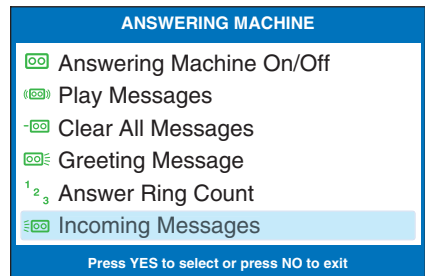 ANSWERING MACHINE
Answering Machine On/Off
Play Messages
Clear All Messages
Greeting Message
1 2 3 Answer Ring Count
Incoming Messages
Press YES to select or press NO to exit